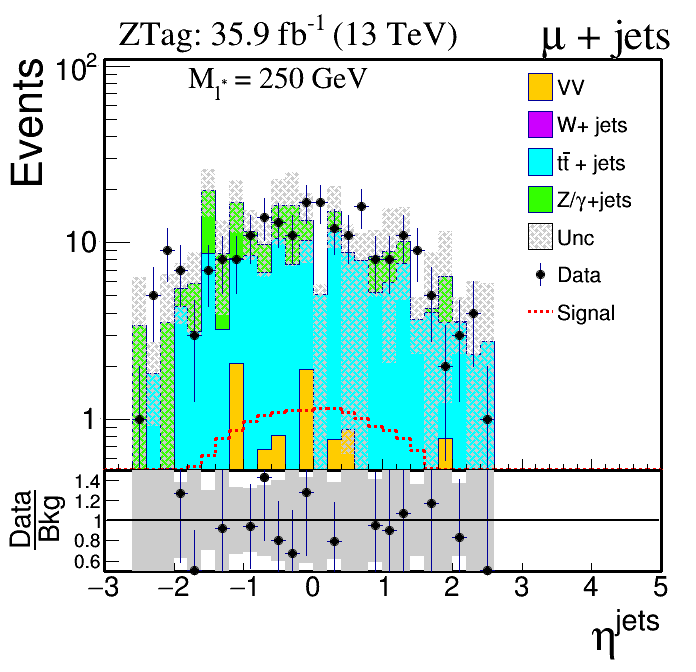 ZTag: 35.9 fb⁻¹ (13 TeV) μ + jets
M_l* = 250 GeV
Events
10²
10
1
VV
W+ jets
tt̄ + jets
Z/γ+jets
Unc
Data
Signal
Data
Bkg
1.4
1.2
1
0.8
0.6
−3 −2 −1 0 1 2 3 4 5
η^jets